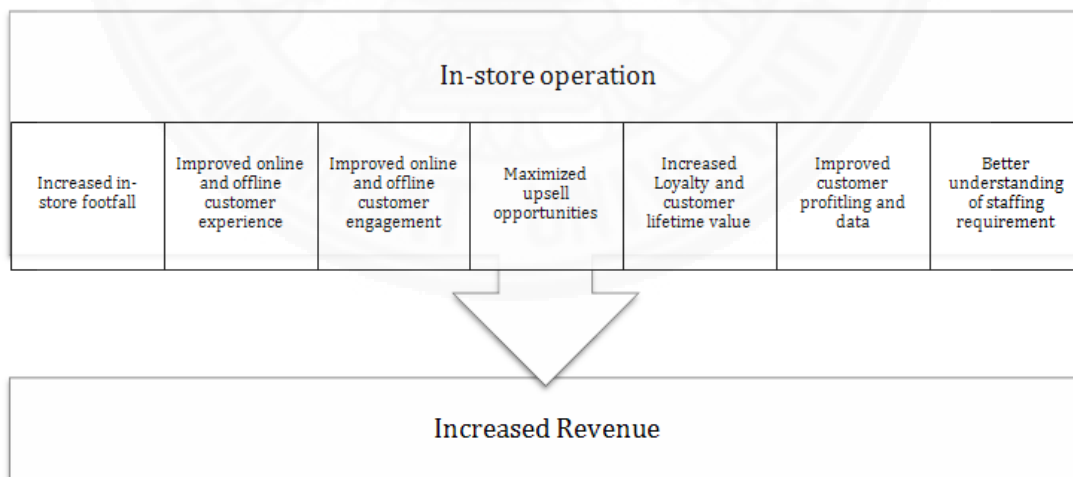 In-store operation
Increased in-
store footfall
Improved online
and offline
customer
experience
Improved online
and offline
customer
engagement
Maximized
upsell
opportunities
Increased
Loyalty and
customer
lifetime value
Improved
customer
profitling and
data
Better
understanding
of staffing
requirement
Increased Revenue